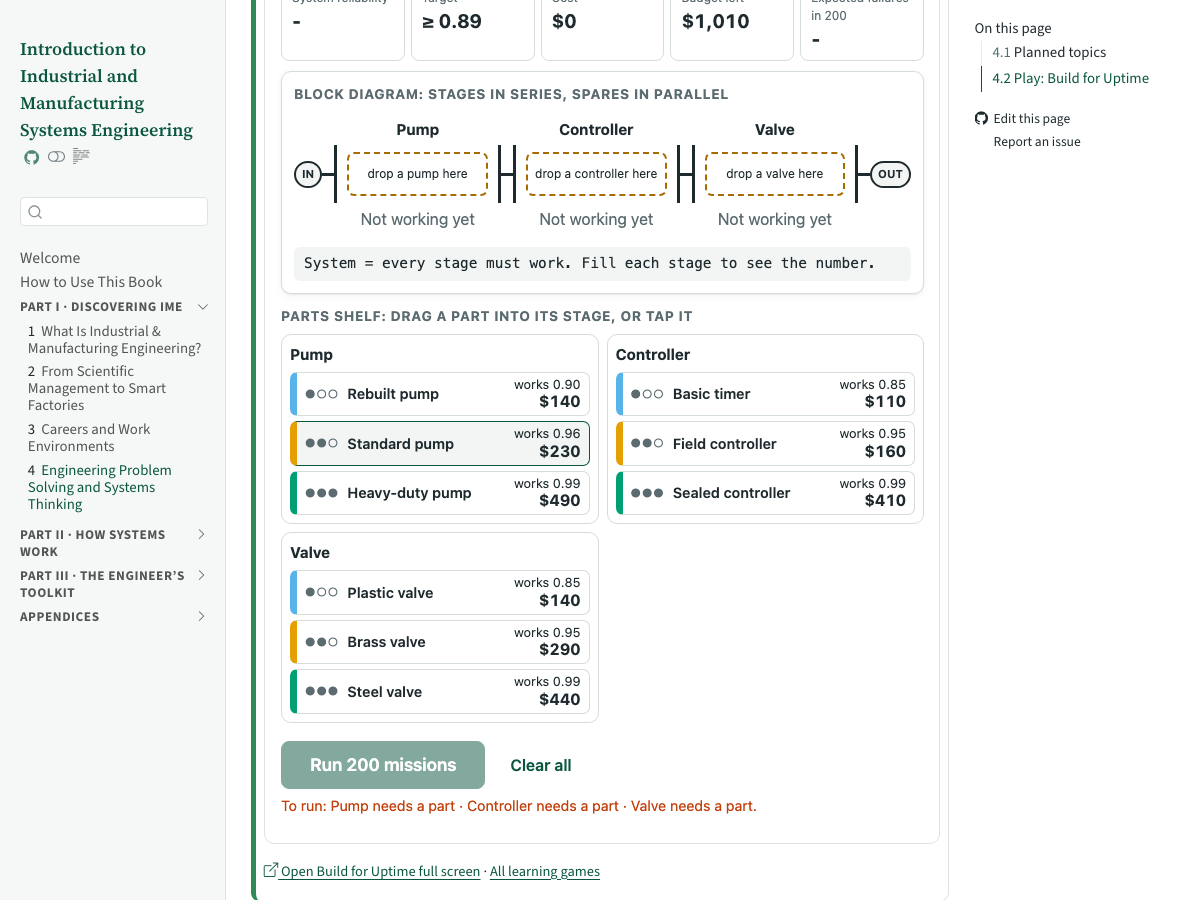 Introduction to
Industrial and
Manufacturing
Systems Engineering
Welcome
How to Use This Book
PART I · DISCOVERING IME
1 What Is Industrial &
Manufacturing Engineering?
2 From Scientific
Management to Smart
Factories
3 Careers and Work
Environments
4 Engineering Problem
Solving and Systems
Thinking
PART II · HOW SYSTEMS
WORK
PART III · THE ENGINEER'S
TOOLKIT
APPENDICES
in 200
-
≥ 0.89
$0
$1,010
-
BLOCK DIAGRAM: STAGES IN SERIES, SPARES IN PARALLEL
Pump
Controller
Valve
IN
drop a pump here
drop a controller here
drop a valve here
OUT
Not working yet
Not working yet
Not working yet
System = every stage must work. Fill each stage to see the number.
PARTS SHELF: DRAG A PART INTO ITS STAGE, OR TAP IT
Pump
Rebuilt pump
works 0.90
$140
Standard pump
works 0.96
$230
Heavy-duty pump
works 0.99
$490
Controller
Basic timer
works 0.85
$110
Field controller
works 0.95
$160
Sealed controller
works 0.99
$410
Valve
Plastic valve
works 0.85
$140
Brass valve
works 0.95
$290
Steel valve
works 0.99
$440
Run 200 missions
Clear all
To run: Pump needs a part · Controller needs a part · Valve needs a part.
Open Build for Uptime full screen · All learning games
On this page
4.1 Planned topics
4.2 Play: Build for Uptime
Edit this page
Report an issue